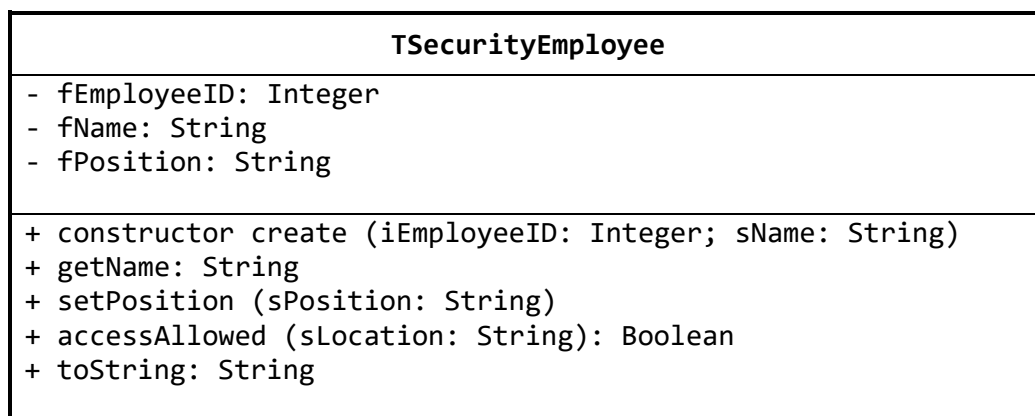 TSecurityEmployee
- fEmployeeID: Integer
- fName: String
- fPosition: String
+ constructor create (iEmployeeID: Integer; sName: String)
+ getName: String
+ setPosition (sPosition: String)
+ accessAllowed (sLocation: String): Boolean
+ toString: String